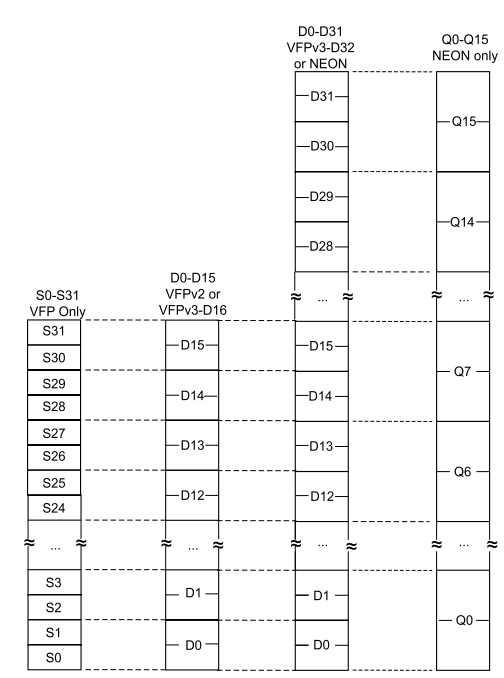 D0-D31
VFPv3-D32
or NEON
Q0-Q15
NEON only
D31
D30
Q15
D29
D28
Q14
D0-D15
VFPv2 or
VFPv3-D16
S0-S31
VFP Only
...
...
S31
S30
D15
D15
S29
S28
D14
D14
Q7
S27
S26
D13
D13
S25
S24
D12
D12
Q6
...
...
...
...
S3
S2
D1
D1
S1
S0
D0
D0
Q0